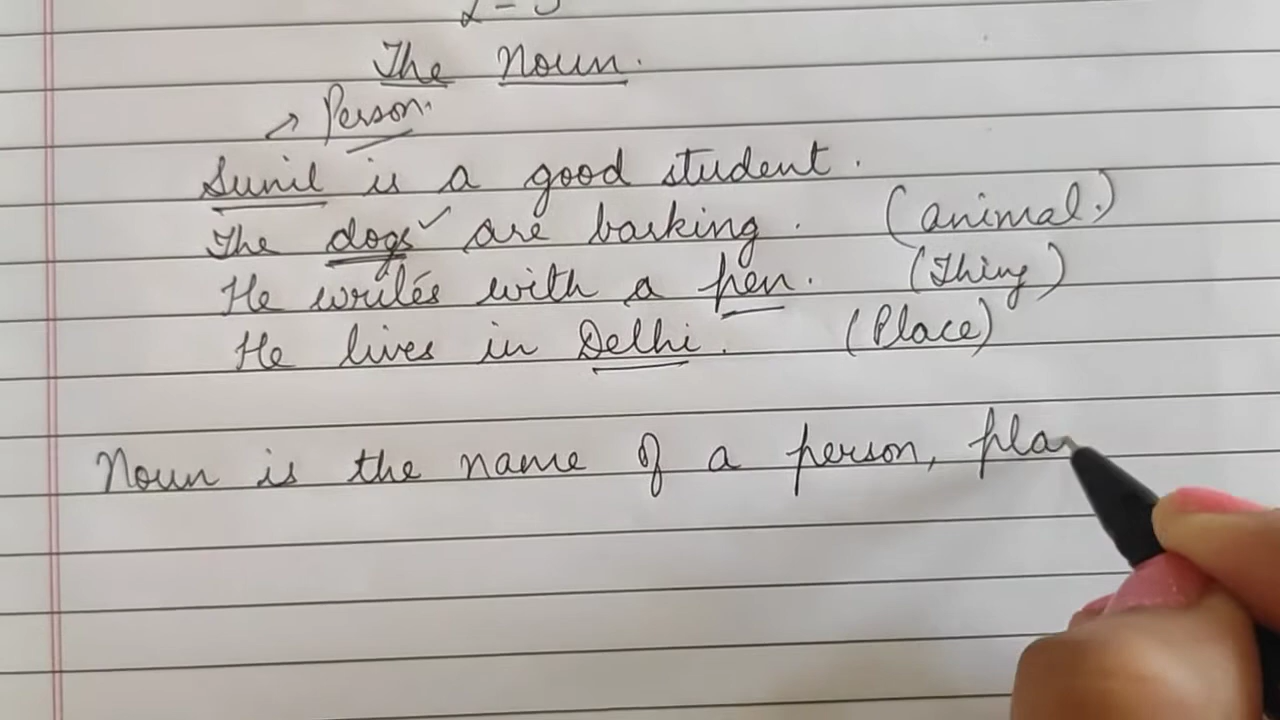 The Noun.
→ Person.
Sunil is a good student.
The dogs✓ are barking. (animal.)
He writes with a pen. (Thing)
He lives in Delhi. (Place)
Noun is the name of a person, pla